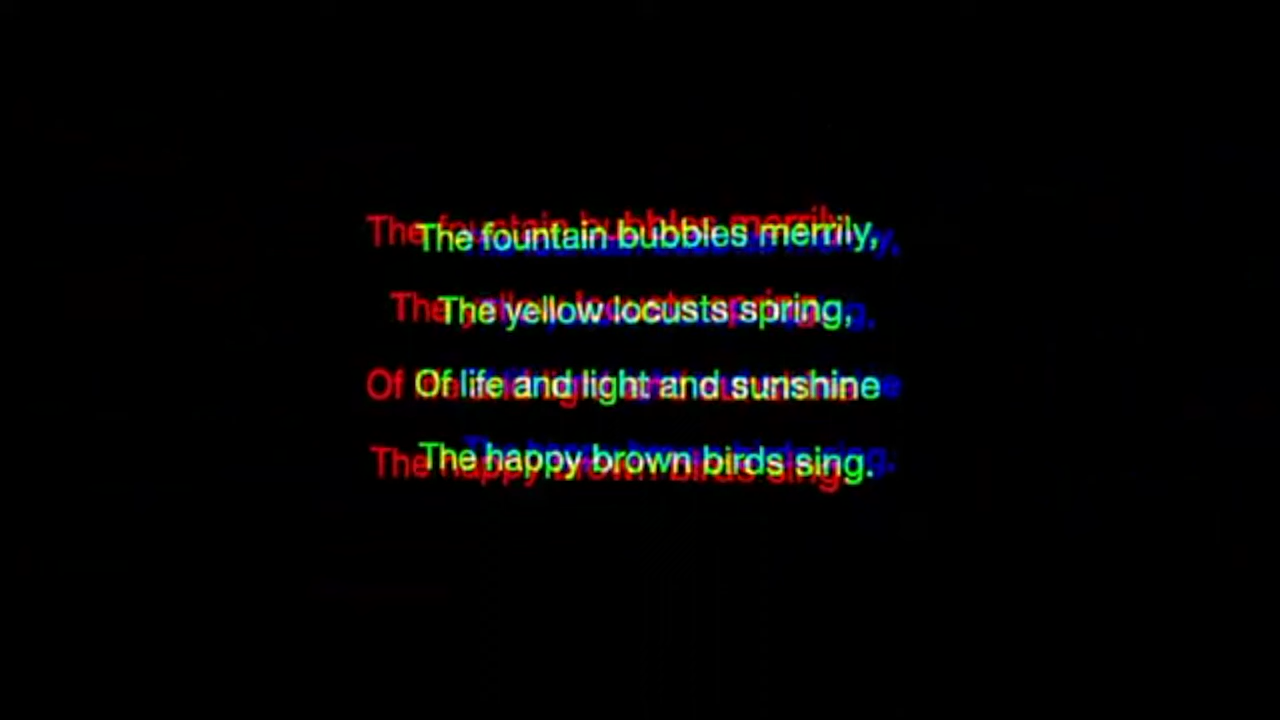 The fountain bubbles merrily,
The yellow locusts spring,
Of life and light and sunshine
The happy brown birds sing.